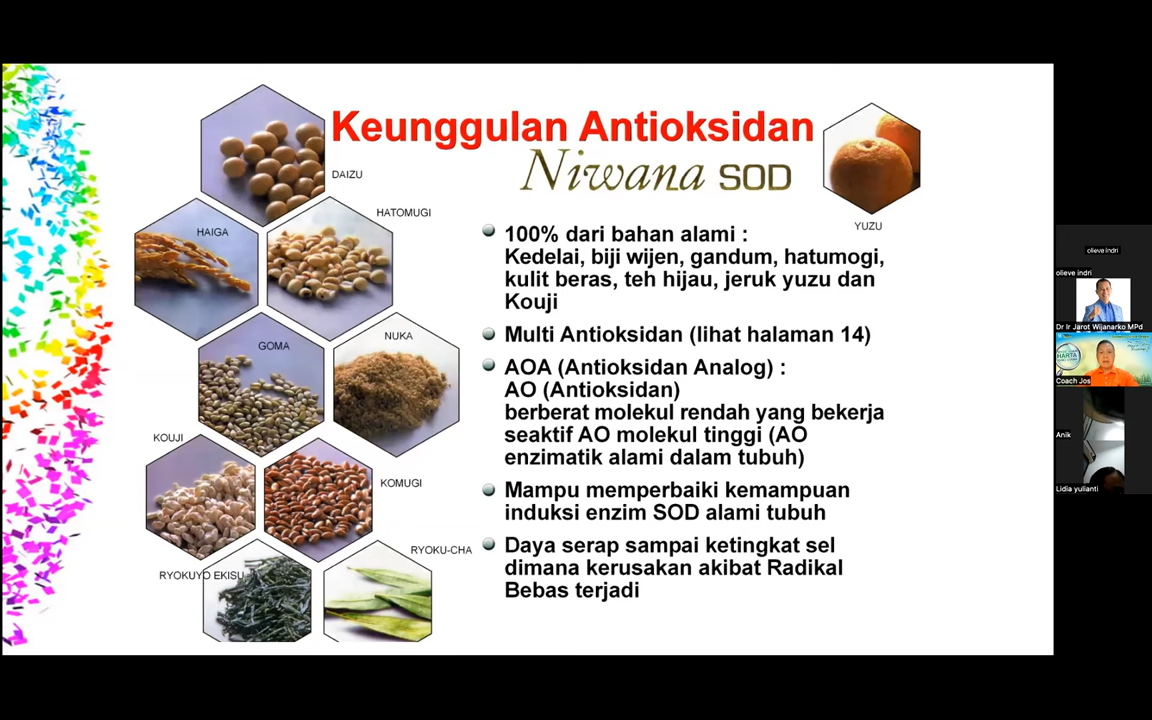 Keunggulan Antioksidan
Niwana SOD
DAIZU
HATOMUGI
HAIGA
YUZU
GOMA
NUKA
KOUJI
KOMUGI
RYOKU-CHA
RYOKUYO EKISU
100% dari bahan alami :
Kedelai, biji wijen, gandum, hatumogi,
kulit beras, teh hijau, jeruk yuzu dan
Kouji
Multi Antioksidan (lihat halaman 14)
AOA (Antioksidan Analog) :
AO (Antioksidan)
berberat molekul rendah yang bekerja
seaktif AO molekul tinggi (AO
enzimatik alami dalam tubuh)
Mampu memperbaiki kemampuan
induksi enzim SOD alami tubuh
Daya serap sampai ketingkat sel
dimana kerusakan akibat Radikal
Bebas terjadi
olieve indri
olieve indri
Dr Ir Jarot Wijanarko MPd
HARTA
Coach Jos
Anik
Lidia yulianti